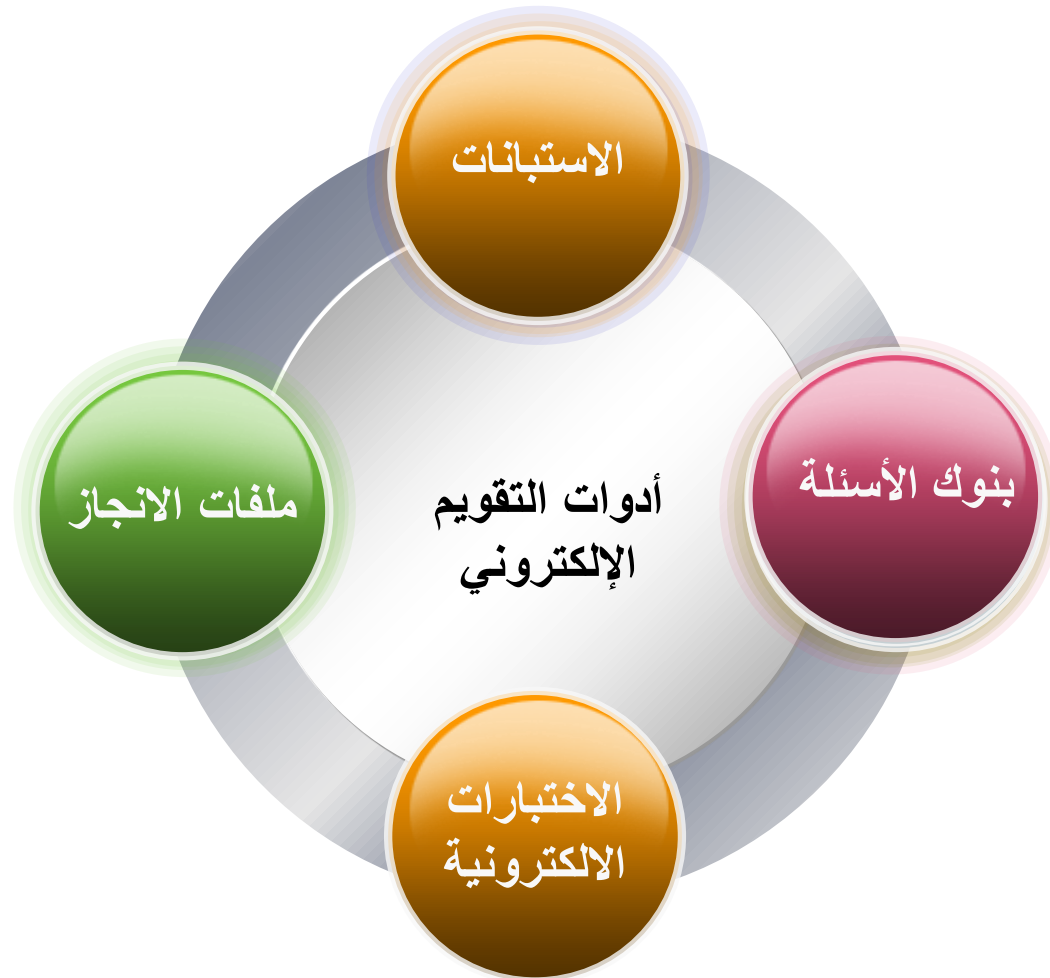 الاستبانات
بنوك الأسئلة
أدوات التقويم
الإلكتروني
ملفات الانجاز
الاختبارات
الالكترونية